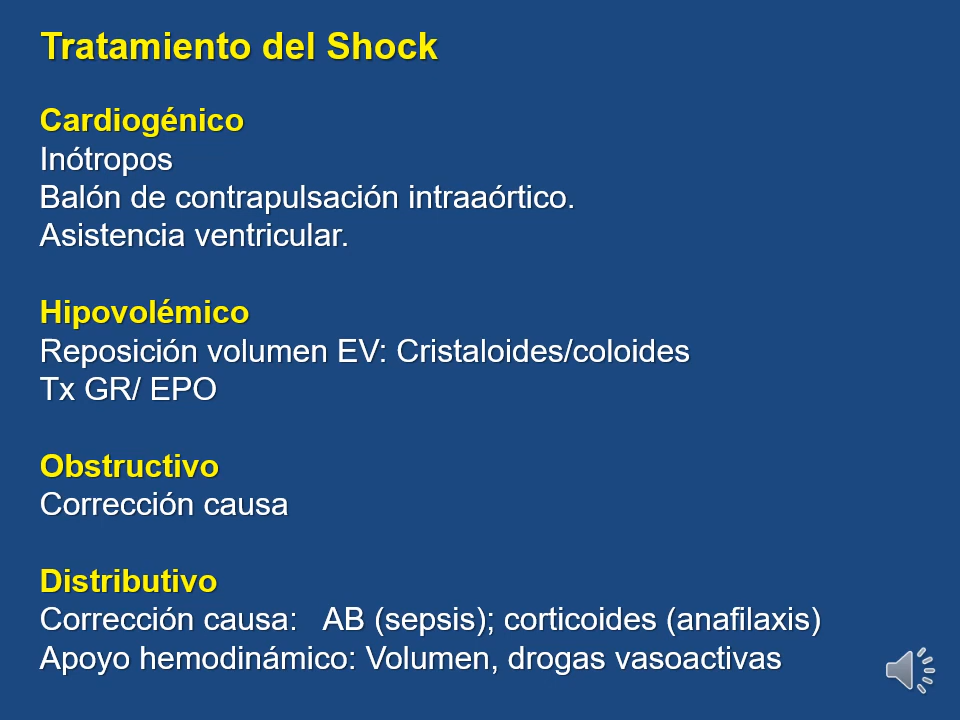 Tratamiento del Shock
Cardiogénico
Inótropos
Balón de contrapulsación intraaórtico.
Asistencia ventricular.
Hipovolémico
Reposición volumen EV: Cristaloides/coloides
Tx GR/ EPO
Obstructivo
Corrección causa
Distributivo
Corrección causa:   AB (sepsis); corticoides (anafilaxis)
Apoyo hemodinámico: Volumen, drogas vasoactivas